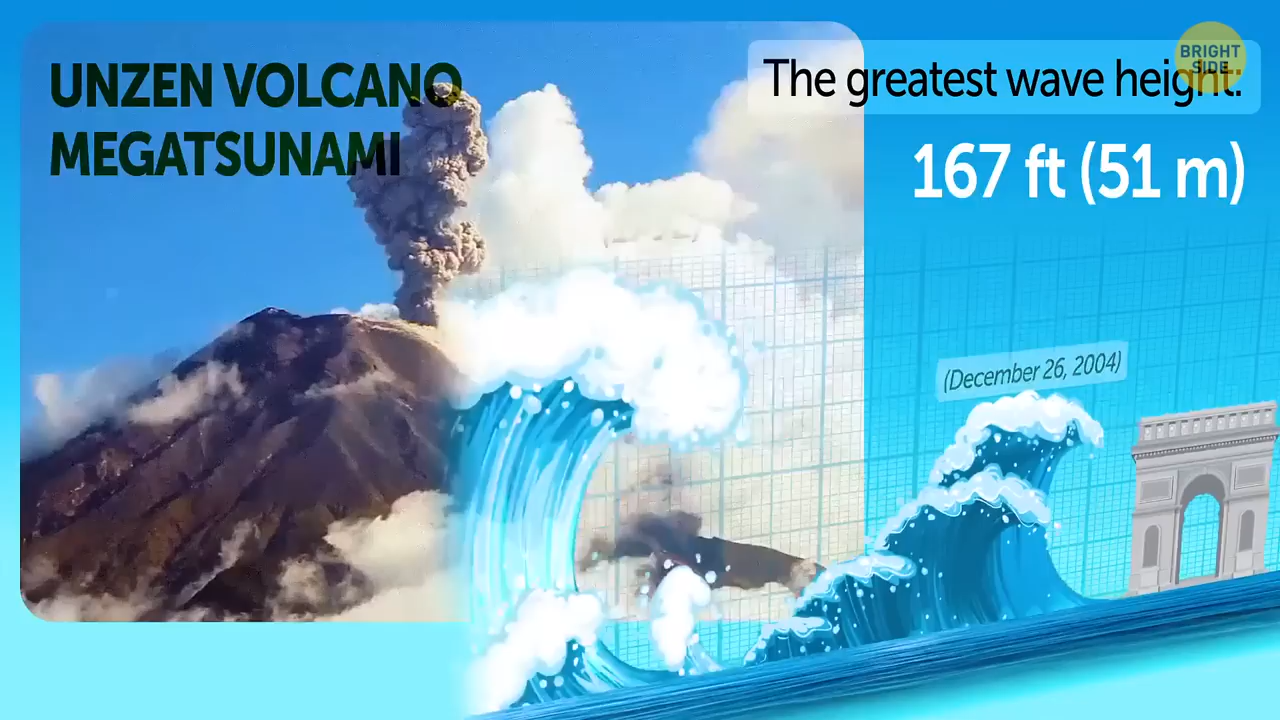 UNZEN VOLCANO
MEGATSUNAMI
The greatest wave height:
BRIGHT
SIDE
167 ft (51 m)
(December 26, 2004)